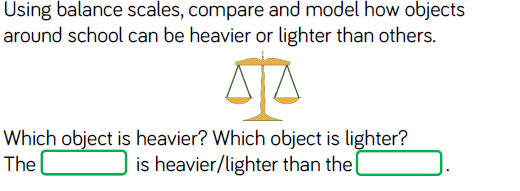 Using balance scales, compare and model how objects
around school can be heavier or lighter than others.
Which object is heavier? Which object is lighter?
The is heavier/lighter than the .